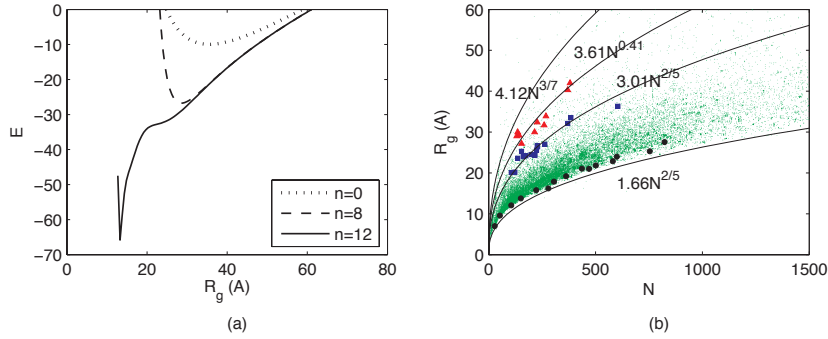 0
−10
−20
−30
−40
−50
−60
−70
E
0 20 40 60 80
R_g (A)
n=0
n=8
n=12
(a)
60
50
40
30
20
10
0
R_g (A)
0 500 1000 1500
N
4.12N^{3/7}
3.61N^{0.41}
3.01N^{2/5}
1.66N^{2/5}
(b)